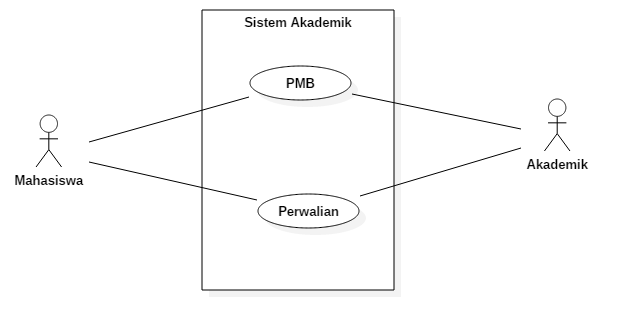 Sistem Akademik
PMB
Mahasiswa
Akademik
Perwalian